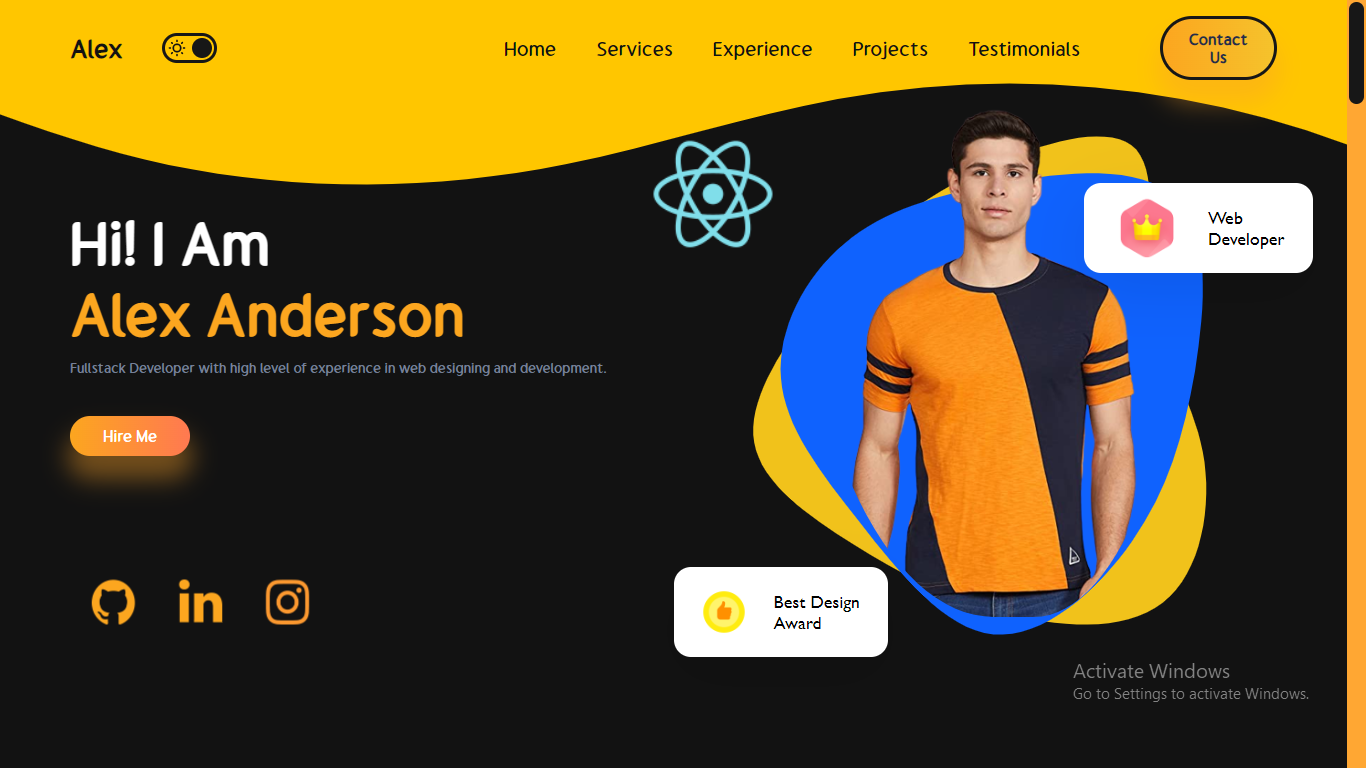 Alex
Home
Services
Experience
Projects
Testimonials
Contact
Us
Hi! I Am
Alex Anderson
Fullstack Developer with high level of experience in web designing and development.
Hire Me
in
Web
Developer
Best Design
Award
Activate Windows
Go to Settings to activate Windows.